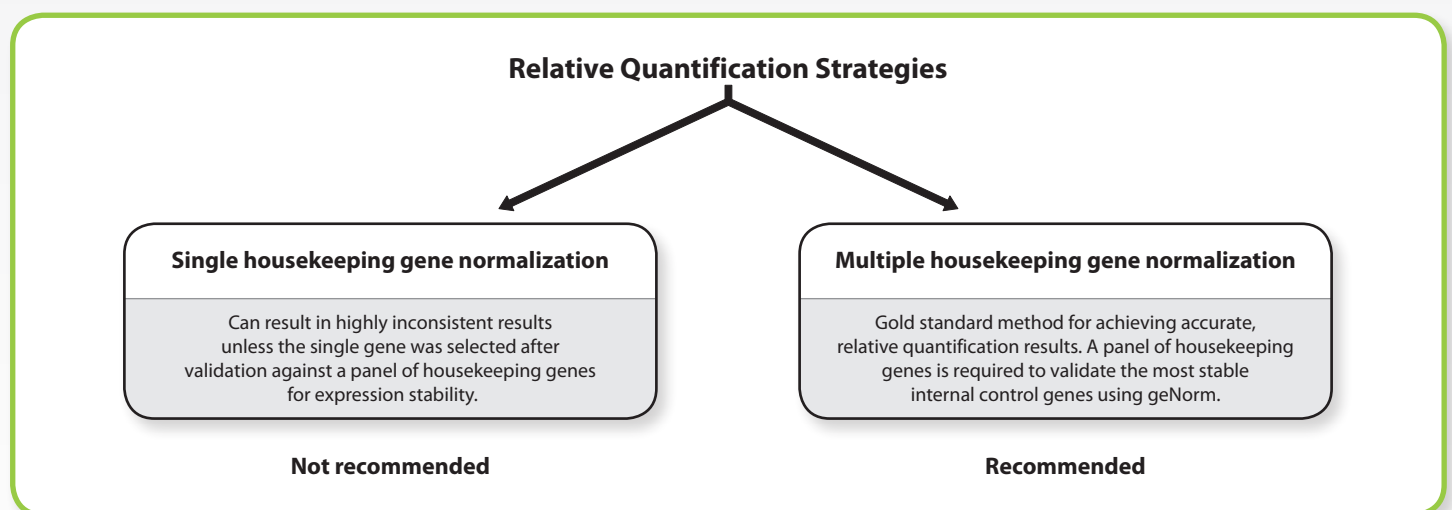 Relative Quantification Strategies
Single housekeeping gene normalization
Can result in highly inconsistent results
unless the single gene was selected after
validation against a panel of housekeeping genes
for expression stability.
Not recommended
Multiple housekeeping gene normalization
Gold standard method for achieving accurate,
relative quantification results. A panel of housekeeping
genes is required to validate the most stable
internal control genes using geNorm.
Recommended